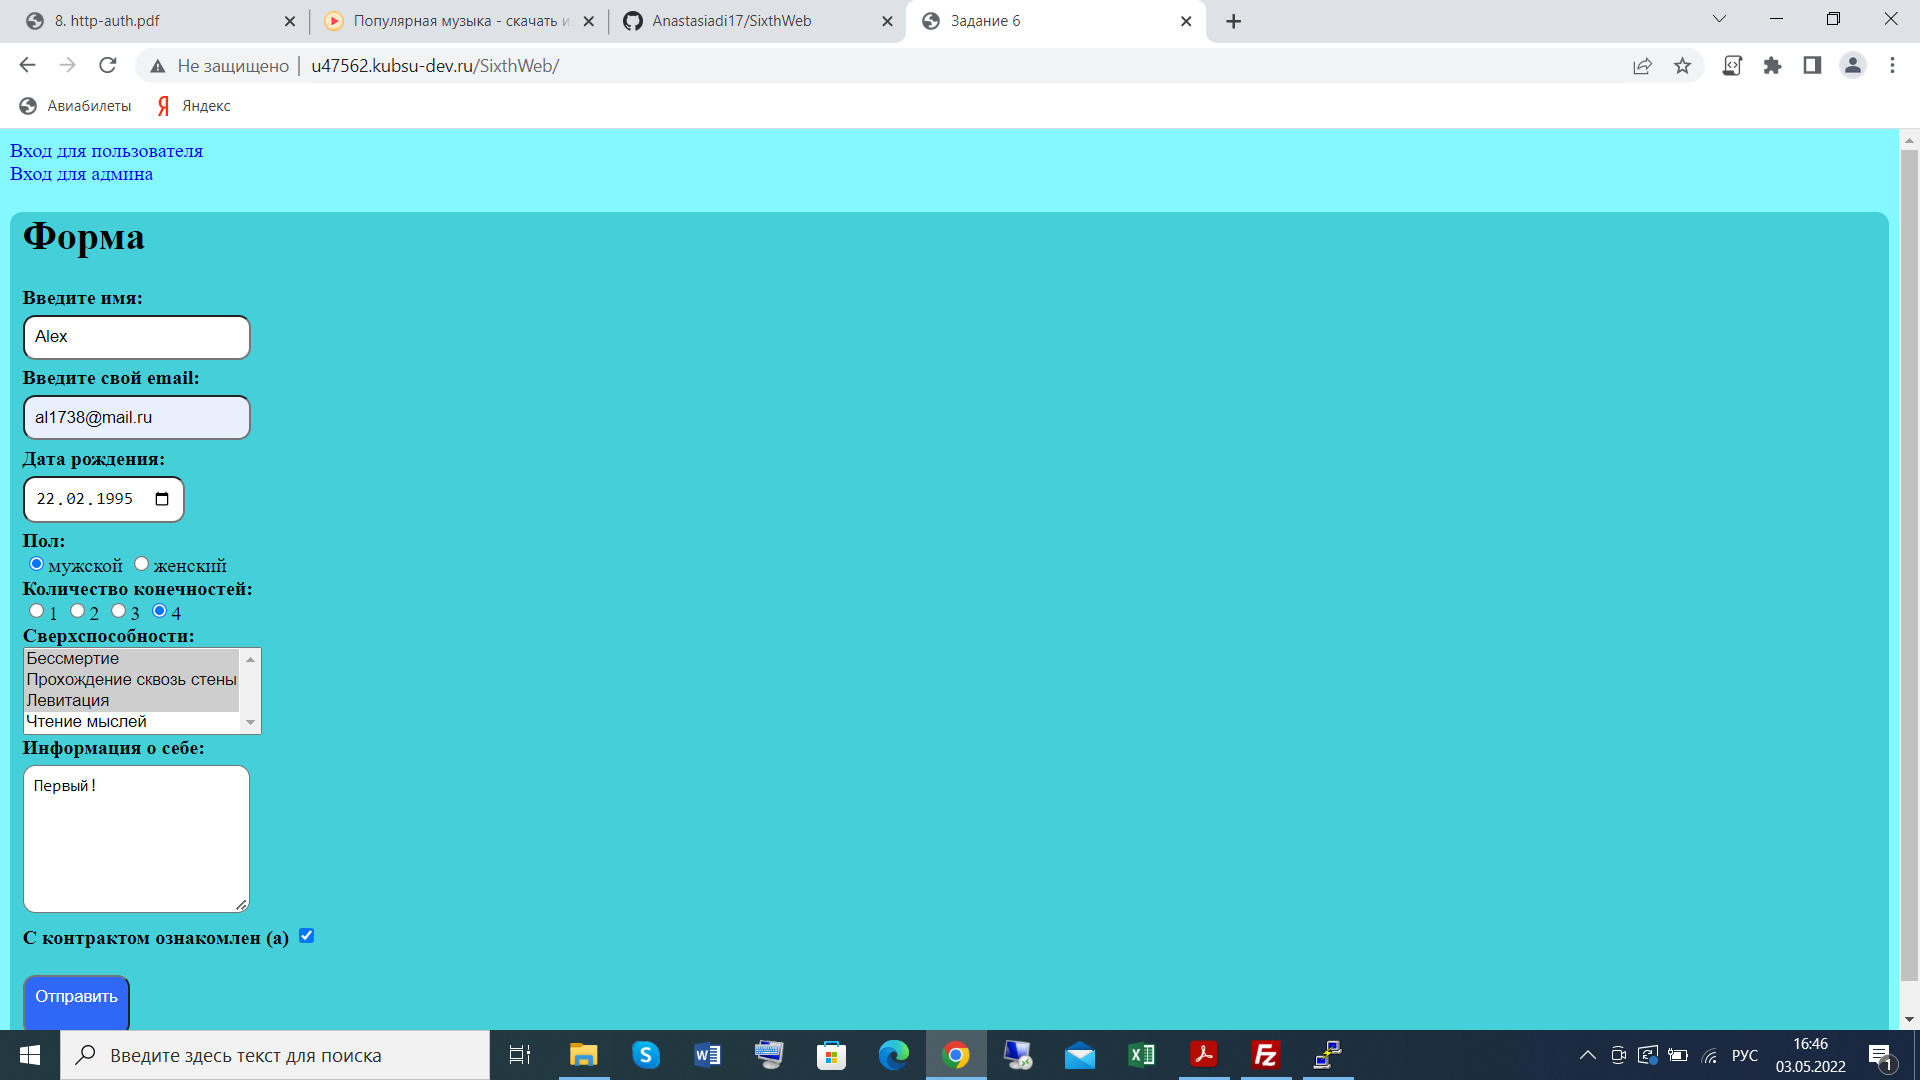 8. http-auth.pdf
Популярная музыка - скачать и
Anastasiadi17/SixthWeb
Задание 6
Не защищено | u47562.kubsu-dev.ru/SixthWeb/
Авиабилеты
Яндекс
Вход для пользователя
Вход для админа
Форма
Введите имя:
Alex
Введите свой email:
al1738@mail.ru
Дата рождения:
22.02.1995
Пол:
мужской женский
Количество конечностей:
1 2 3 4
Сверхспособности:
Бессмертие
Прохождение сквозь стены
Левитация
Чтение мыслей
Информация о себе:
Первый!
С контрактом ознакомлен (а)
Отправить
Введите здесь текст для поиска
РУС
16:46
03.05.2022
1